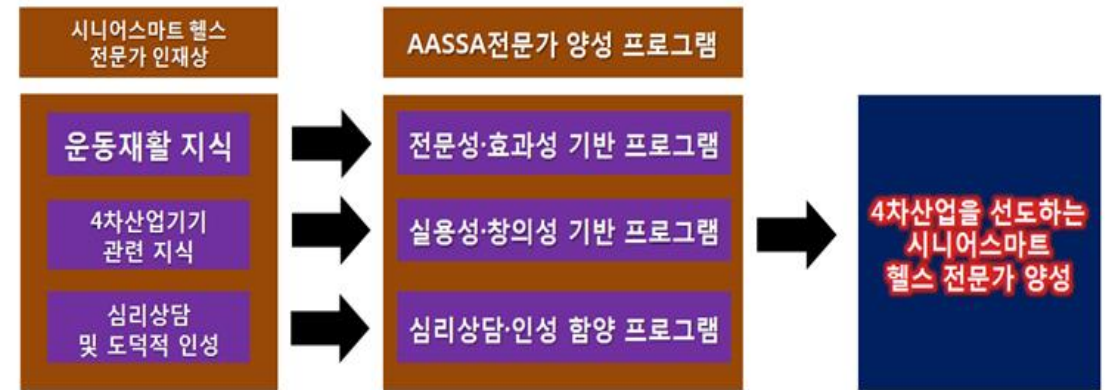 시니어스마트 헬스
전문가 인재상
AASSA전문가 양성 프로그램
운동재활 지식
전문성·효과성 기반 프로그램
4차산업기기
관련 지식
실용성·창의성 기반 프로그램
심리상담
및 도덕적 인성
심리상담·인성 함양 프로그램
4차산업을 선도하는
시니어스마트
헬스 전문가 양성